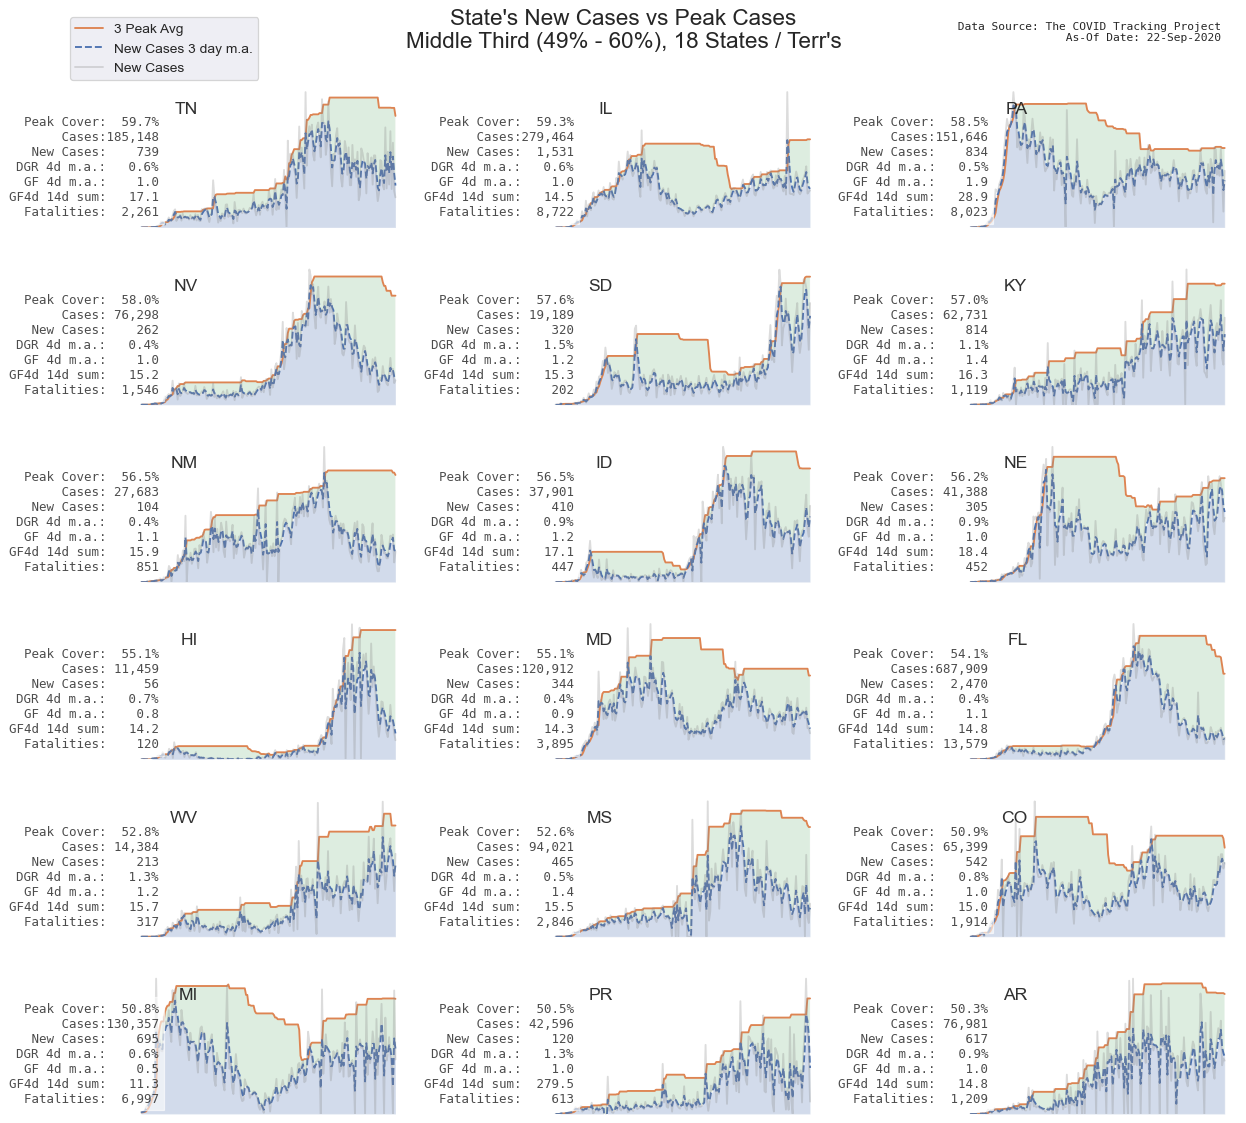 State's New Cases vs Peak Cases
Middle Third (49% - 60%), 18 States / Terr's
3 Peak Avg
New Cases 3 day m.a.
New Cases
Data Source: The COVID Tracking Project
As-Of Date: 22-Sep-2020
TN
Peak Cover: 59.7%
Cases:185,148
New Cases: 739
DGR 4d m.a.: 0.6%
GF 4d m.a.: 1.0
GF4d 14d sum: 17.1
Fatalities: 2,261
IL
Peak Cover: 59.3%
Cases:279,464
New Cases: 1,531
DGR 4d m.a.: 0.6%
GF 4d m.a.: 1.0
GF4d 14d sum: 14.5
Fatalities: 8,722
PA
Peak Cover: 58.5%
Cases:151,646
New Cases: 834
DGR 4d m.a.: 0.5%
GF 4d m.a.: 1.9
GF4d 14d sum: 28.9
Fatalities: 8,023
NV
Peak Cover: 58.0%
Cases: 76,298
New Cases: 262
DGR 4d m.a.: 0.4%
GF 4d m.a.: 1.0
GF4d 14d sum: 15.2
Fatalities: 1,546
SD
Peak Cover: 57.6%
Cases: 19,189
New Cases: 320
DGR 4d m.a.: 1.5%
GF 4d m.a.: 1.2
GF4d 14d sum: 15.3
Fatalities: 202
KY
Peak Cover: 57.0%
Cases: 62,731
New Cases: 814
DGR 4d m.a.: 1.1%
GF 4d m.a.: 1.4
GF4d 14d sum: 16.3
Fatalities: 1,119
NM
Peak Cover: 56.5%
Cases: 27,683
New Cases: 104
DGR 4d m.a.: 0.4%
GF 4d m.a.: 1.1
GF4d 14d sum: 15.9
Fatalities: 851
ID
Peak Cover: 56.5%
Cases: 37,901
New Cases: 410
DGR 4d m.a.: 0.9%
GF 4d m.a.: 1.2
GF4d 14d sum: 17.1
Fatalities: 447
NE
Peak Cover: 56.2%
Cases: 41,388
New Cases: 305
DGR 4d m.a.: 0.9%
GF 4d m.a.: 1.0
GF4d 14d sum: 18.4
Fatalities: 452
HI
Peak Cover: 55.1%
Cases: 11,459
New Cases: 56
DGR 4d m.a.: 0.7%
GF 4d m.a.: 0.8
GF4d 14d sum: 14.2
Fatalities: 120
MD
Peak Cover: 55.1%
Cases:120,912
New Cases: 344
DGR 4d m.a.: 0.4%
GF 4d m.a.: 0.9
GF4d 14d sum: 14.3
Fatalities: 3,895
FL
Peak Cover: 54.1%
Cases:687,909
New Cases: 2,470
DGR 4d m.a.: 0.4%
GF 4d m.a.: 1.1
GF4d 14d sum: 14.8
Fatalities: 13,579
WV
Peak Cover: 52.8%
Cases: 14,384
New Cases: 213
DGR 4d m.a.: 1.3%
GF 4d m.a.: 1.2
GF4d 14d sum: 15.7
Fatalities: 317
MS
Peak Cover: 52.6%
Cases: 94,021
New Cases: 465
DGR 4d m.a.: 0.5%
GF 4d m.a.: 1.4
GF4d 14d sum: 15.5
Fatalities: 2,846
CO
Peak Cover: 50.9%
Cases: 65,399
New Cases: 542
DGR 4d m.a.: 0.8%
GF 4d m.a.: 1.0
GF4d 14d sum: 15.0
Fatalities: 1,914
MI
Peak Cover: 50.8%
Cases:130,357
New Cases: 695
DGR 4d m.a.: 0.6%
GF 4d m.a.: 0.5
GF4d 14d sum: 11.3
Fatalities: 6,997
PR
Peak Cover: 50.5%
Cases: 42,596
New Cases: 120
DGR 4d m.a.: 1.3%
GF 4d m.a.: 1.0
GF4d 14d sum: 279.5
Fatalities: 613
AR
Peak Cover: 50.3%
Cases: 76,981
New Cases: 617
DGR 4d m.a.: 0.9%
GF 4d m.a.: 1.0
GF4d 14d sum: 14.8
Fatalities: 1,209